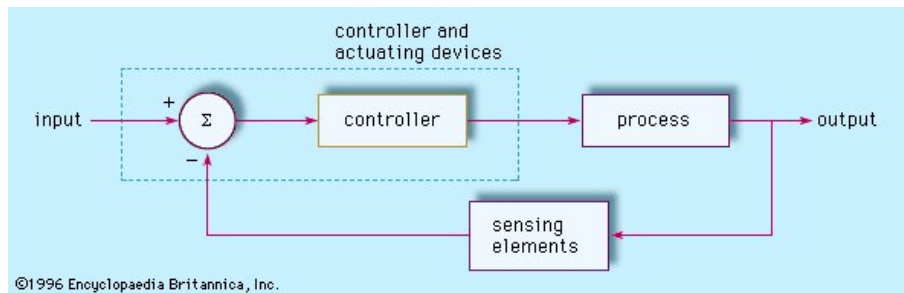 controller and
actuating devices
input
+
Σ
−
controller
process
output
sensing
elements
©1996 Encyclopaedia Britannica, Inc.